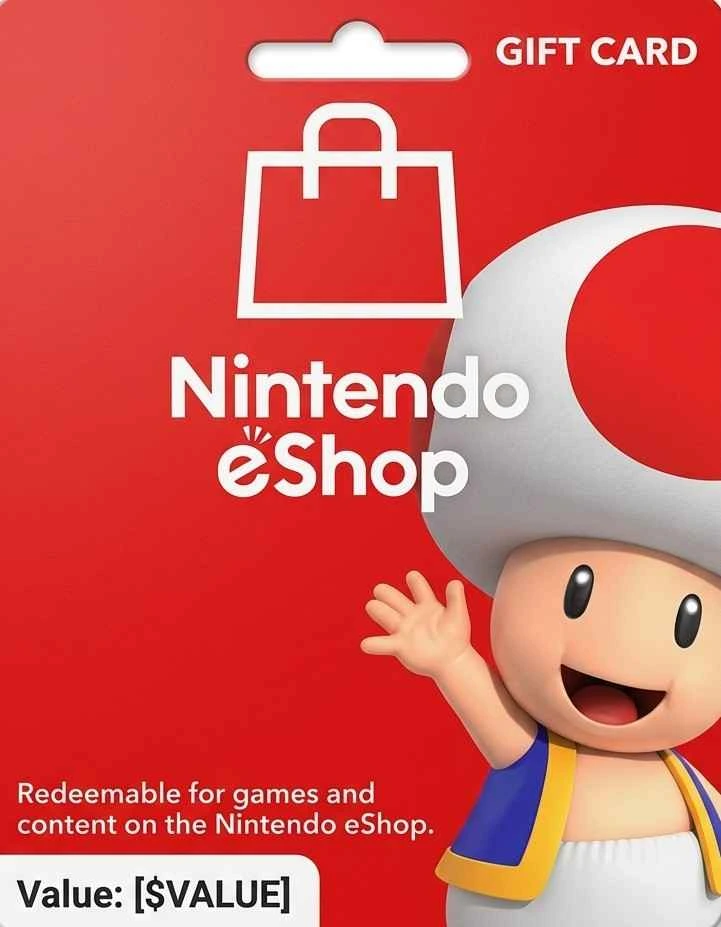 GIFT CARD
Nintendo
eShop
Redeemable for games and
content on the Nintendo eShop.
Value: [$VALUE]